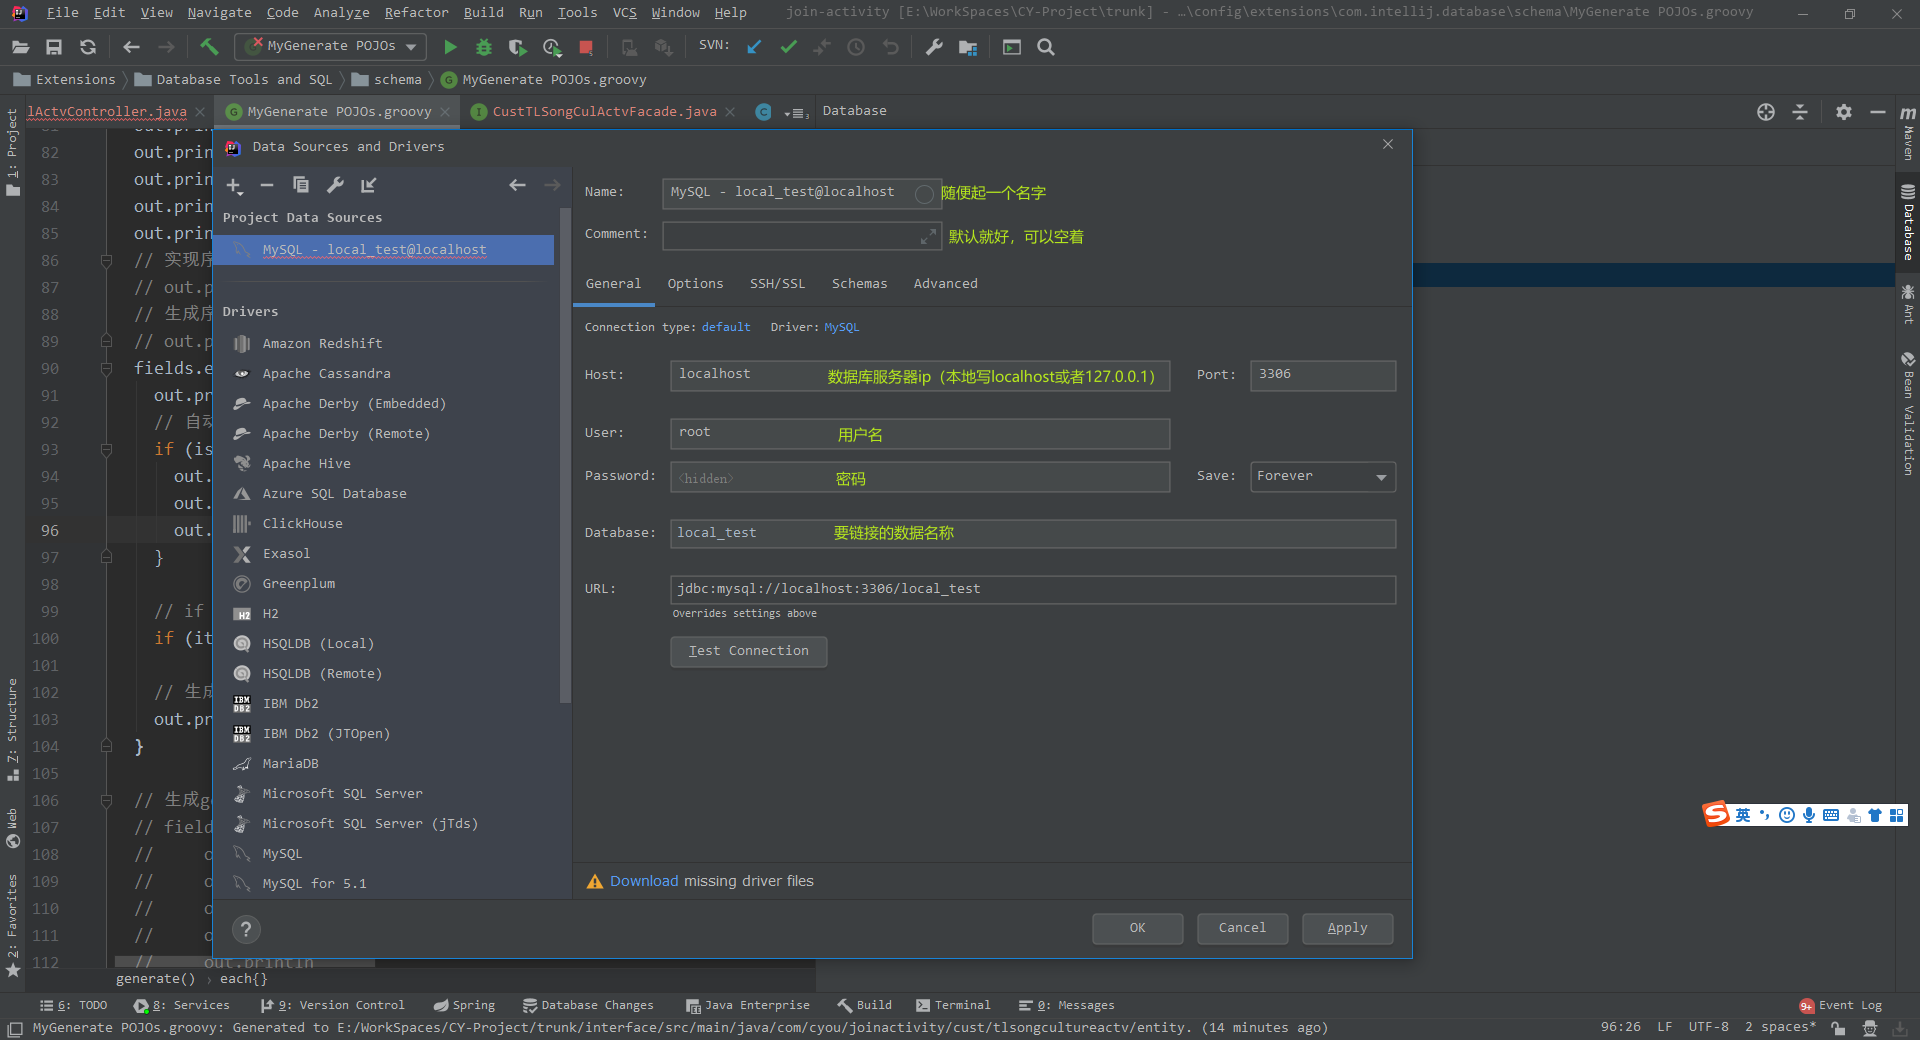 File Edit View Navigate Code Analyze Refactor Build Run Tools VCS Window Help join-activity [E:\WorkSpaces\CY-Project\trunk] - …\config\extensions\com.intellij.database\schema\MyGenerate POJOs.groovy
MyGenerate POJOs SVN:
Extensions Database Tools and SQL schema MyGenerate POJOs.groovy
lActvController.java MyGenerate POJOs.groovy CustTLSongCulActvFacade.java Database
Data Sources and Drivers
Project Data Sources
MySQL - local_test@localhost
Drivers
Amazon Redshift
Apache Cassandra
Apache Derby (Embedded)
Apache Derby (Remote)
Apache Hive
Azure SQL Database
ClickHouse
Exasol
Greenplum
H2
HSQLDB (Local)
HSQLDB (Remote)
IBM Db2
IBM Db2 (JTOpen)
MariaDB
Microsoft SQL Server
Microsoft SQL Server (jTds)
MySQL
MySQL for 5.1
Name: MySQL - local_test@localhost 随便起一个名字
Comment: 默认就好，可以空着
General Options SSH/SSL Schemas Advanced
Connection type: default Driver: MySQL
Host: localhost 数据库服务器ip（本地写localhost或者127.0.0.1） Port: 3306
User: root 用户名
Password: <hidden> 密码 Save: Forever
Database: local_test 要链接的数据名称
URL: jdbc:mysql://localhost:3306/local_test
Overrides settings above
Test Connection
Download missing driver files
? OK Cancel Apply
82 out.prin
83 out.prin
84 out.prin
85 out.prin
86 // 实现序
87 // out.p
88 // 生成序
89 // out.p
90 fields.e
91 out.pr
92 // 自动
93 if (is
94 out.
95 out.
96 out.
97 }
98
99 // if
100 if (it
101
102 // 生成
103 out.pr
104 }
105
106 // 生成ge
107 // field
108 // o
109 // o
110 // o
111 // o
112 // out.println
generate() › each{}
1: Project
7: Structure
Web
2: Favorites
m Maven
Database
Ant
Bean Validation
S 英
6: TODO 8: Services 9: Version Control Spring Database Changes Java Enterprise Build Terminal 0: Messages 9+ Event Log
MyGenerate POJOs.groovy: Generated to E:/WorkSpaces/CY-Project/trunk/interface/src/main/java/com/cyou/joinactivity/cust/tlsongcultureactv/entity. (14 minutes ago) 96:26 LF UTF-8 2 spaces*